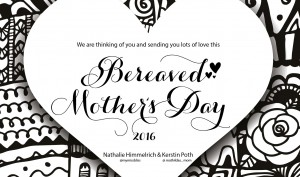 We are thinking of you and sending you lots of love this
Bereaved
Mother's Day
2016
Nathalie Himmelrich & Kerstin Poth